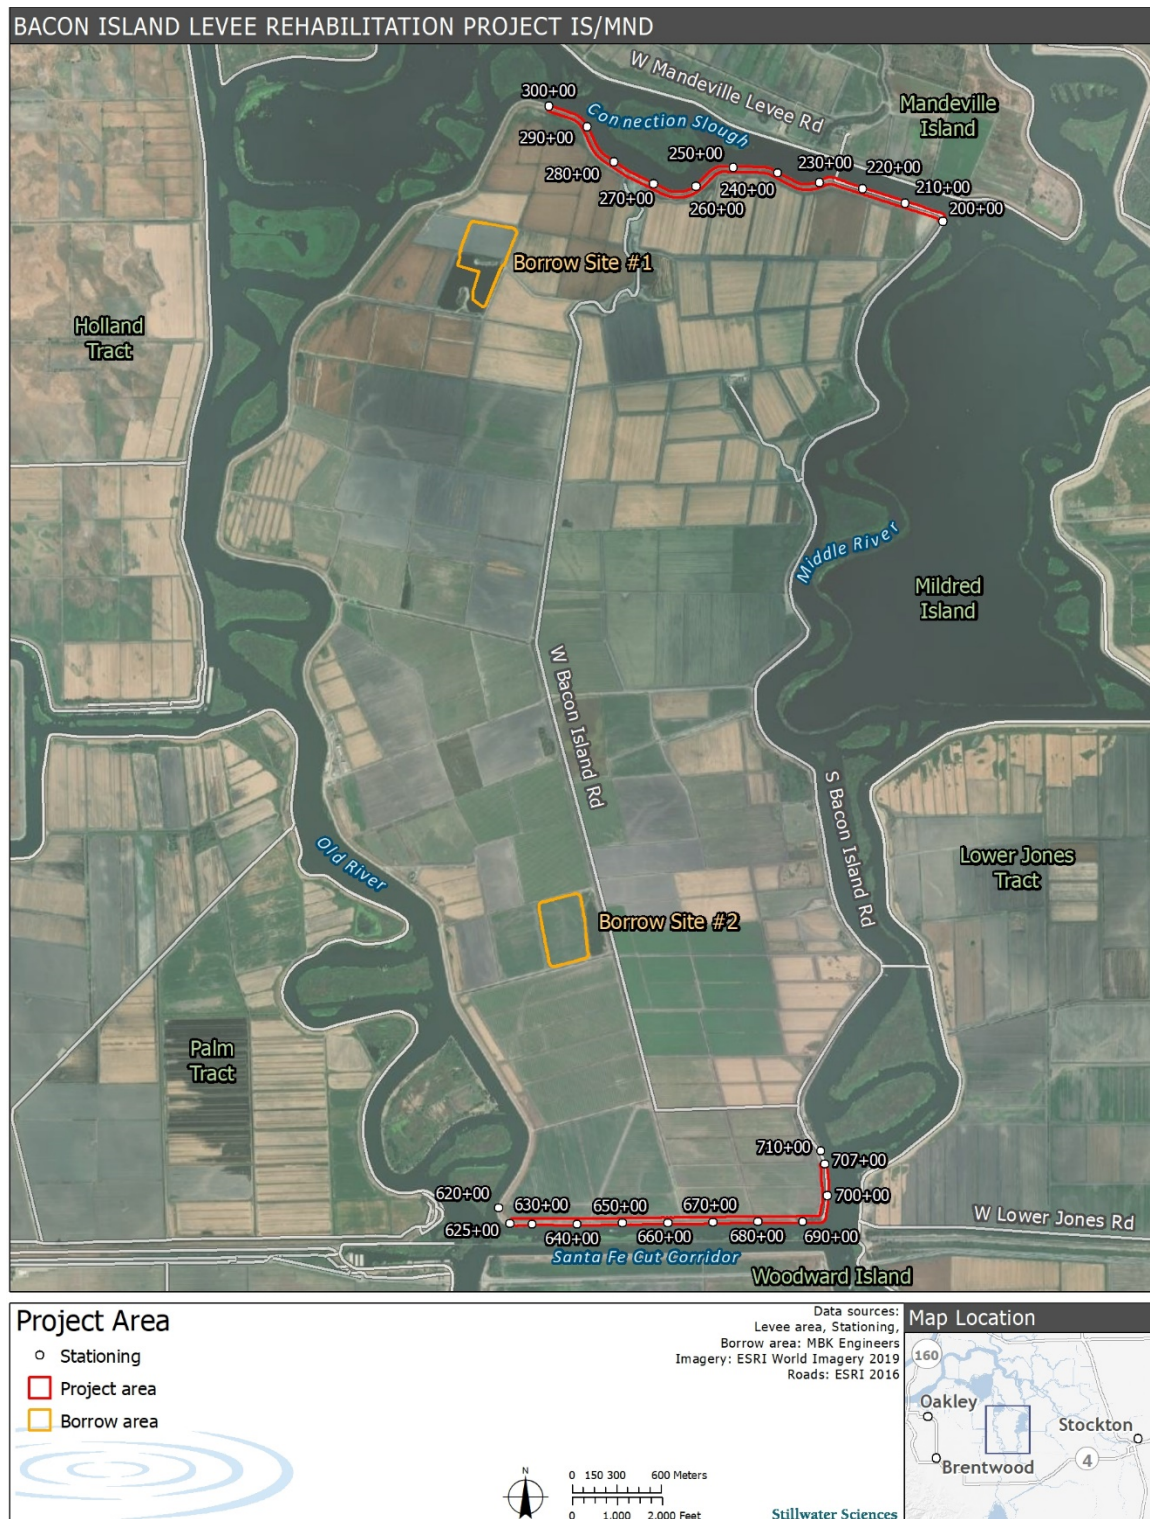 BACON ISLAND LEVEE REHABILITATION PROJECT IS/MND
W Mandeville Levee Rd
Mandeville
Island
300+00
Connection Slough
290+00
250+00
230+00
220+00
280+00
240+00
210+00
270+00
260+00
200+00
Borrow Site #1
Holland
Tract
Middle River
Mildred
Island
W Bacon Island Rd
S Bacon Island Rd
Old River
Lower Jones
Tract
Borrow Site #2
Palm
Tract
710+00
707+00
620+00
630+00
650+00
670+00
700+00
625+00
640+00
660+00
680+00
690+00
W Lower Jones Rd
Santa Fe Cut Corridor
Woodward Island
Project Area
Stationing
Project area
Borrow area
Data sources:
Levee area, Stationing,
Borrow area: MBK Engineers
Imagery: ESRI World Imagery 2019
Roads: ESRI 2016
N
0 150 300 600 Meters
0 1,000 2,000 Feet
Stillwater Sciences
Map Location
160
Oakley
Stockton
4
Brentwood